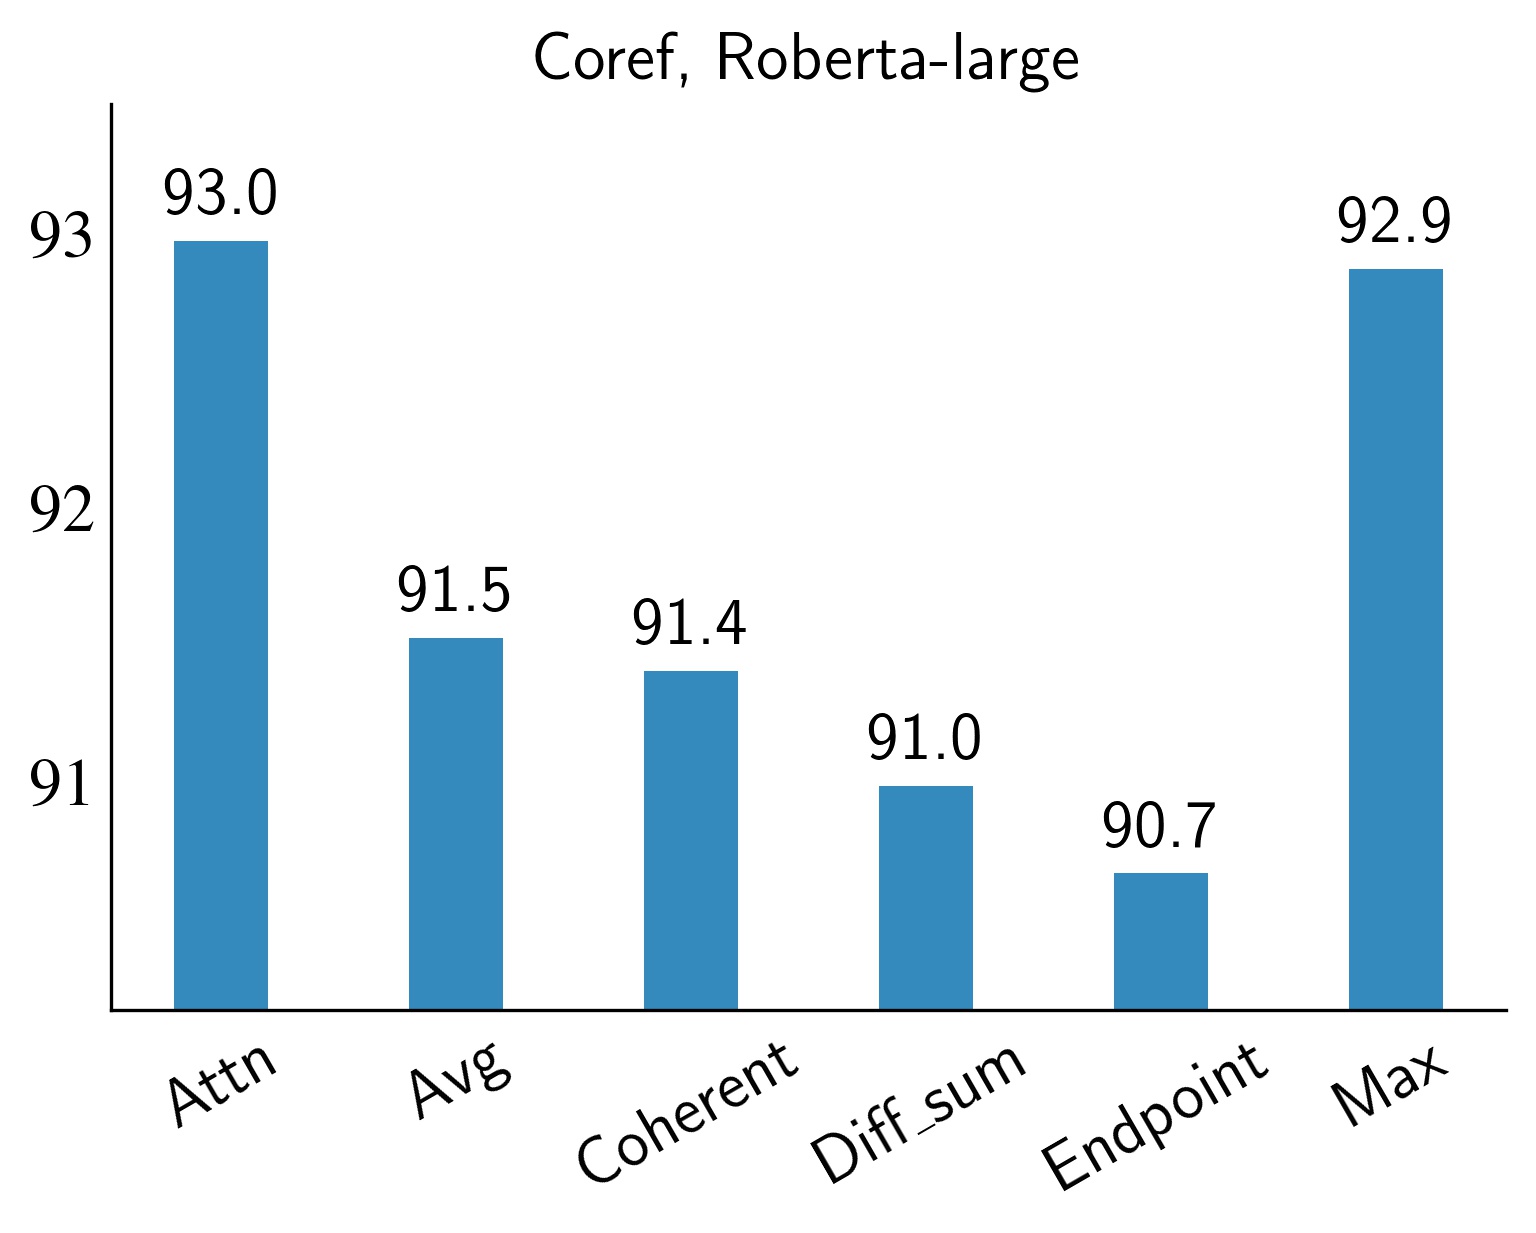 Coref, Roberta-large
93
92
91
93.0
91.5
91.4
91.0
90.7
92.9
Attn
Avg
Coherent
Diff_sum
Endpoint
Max